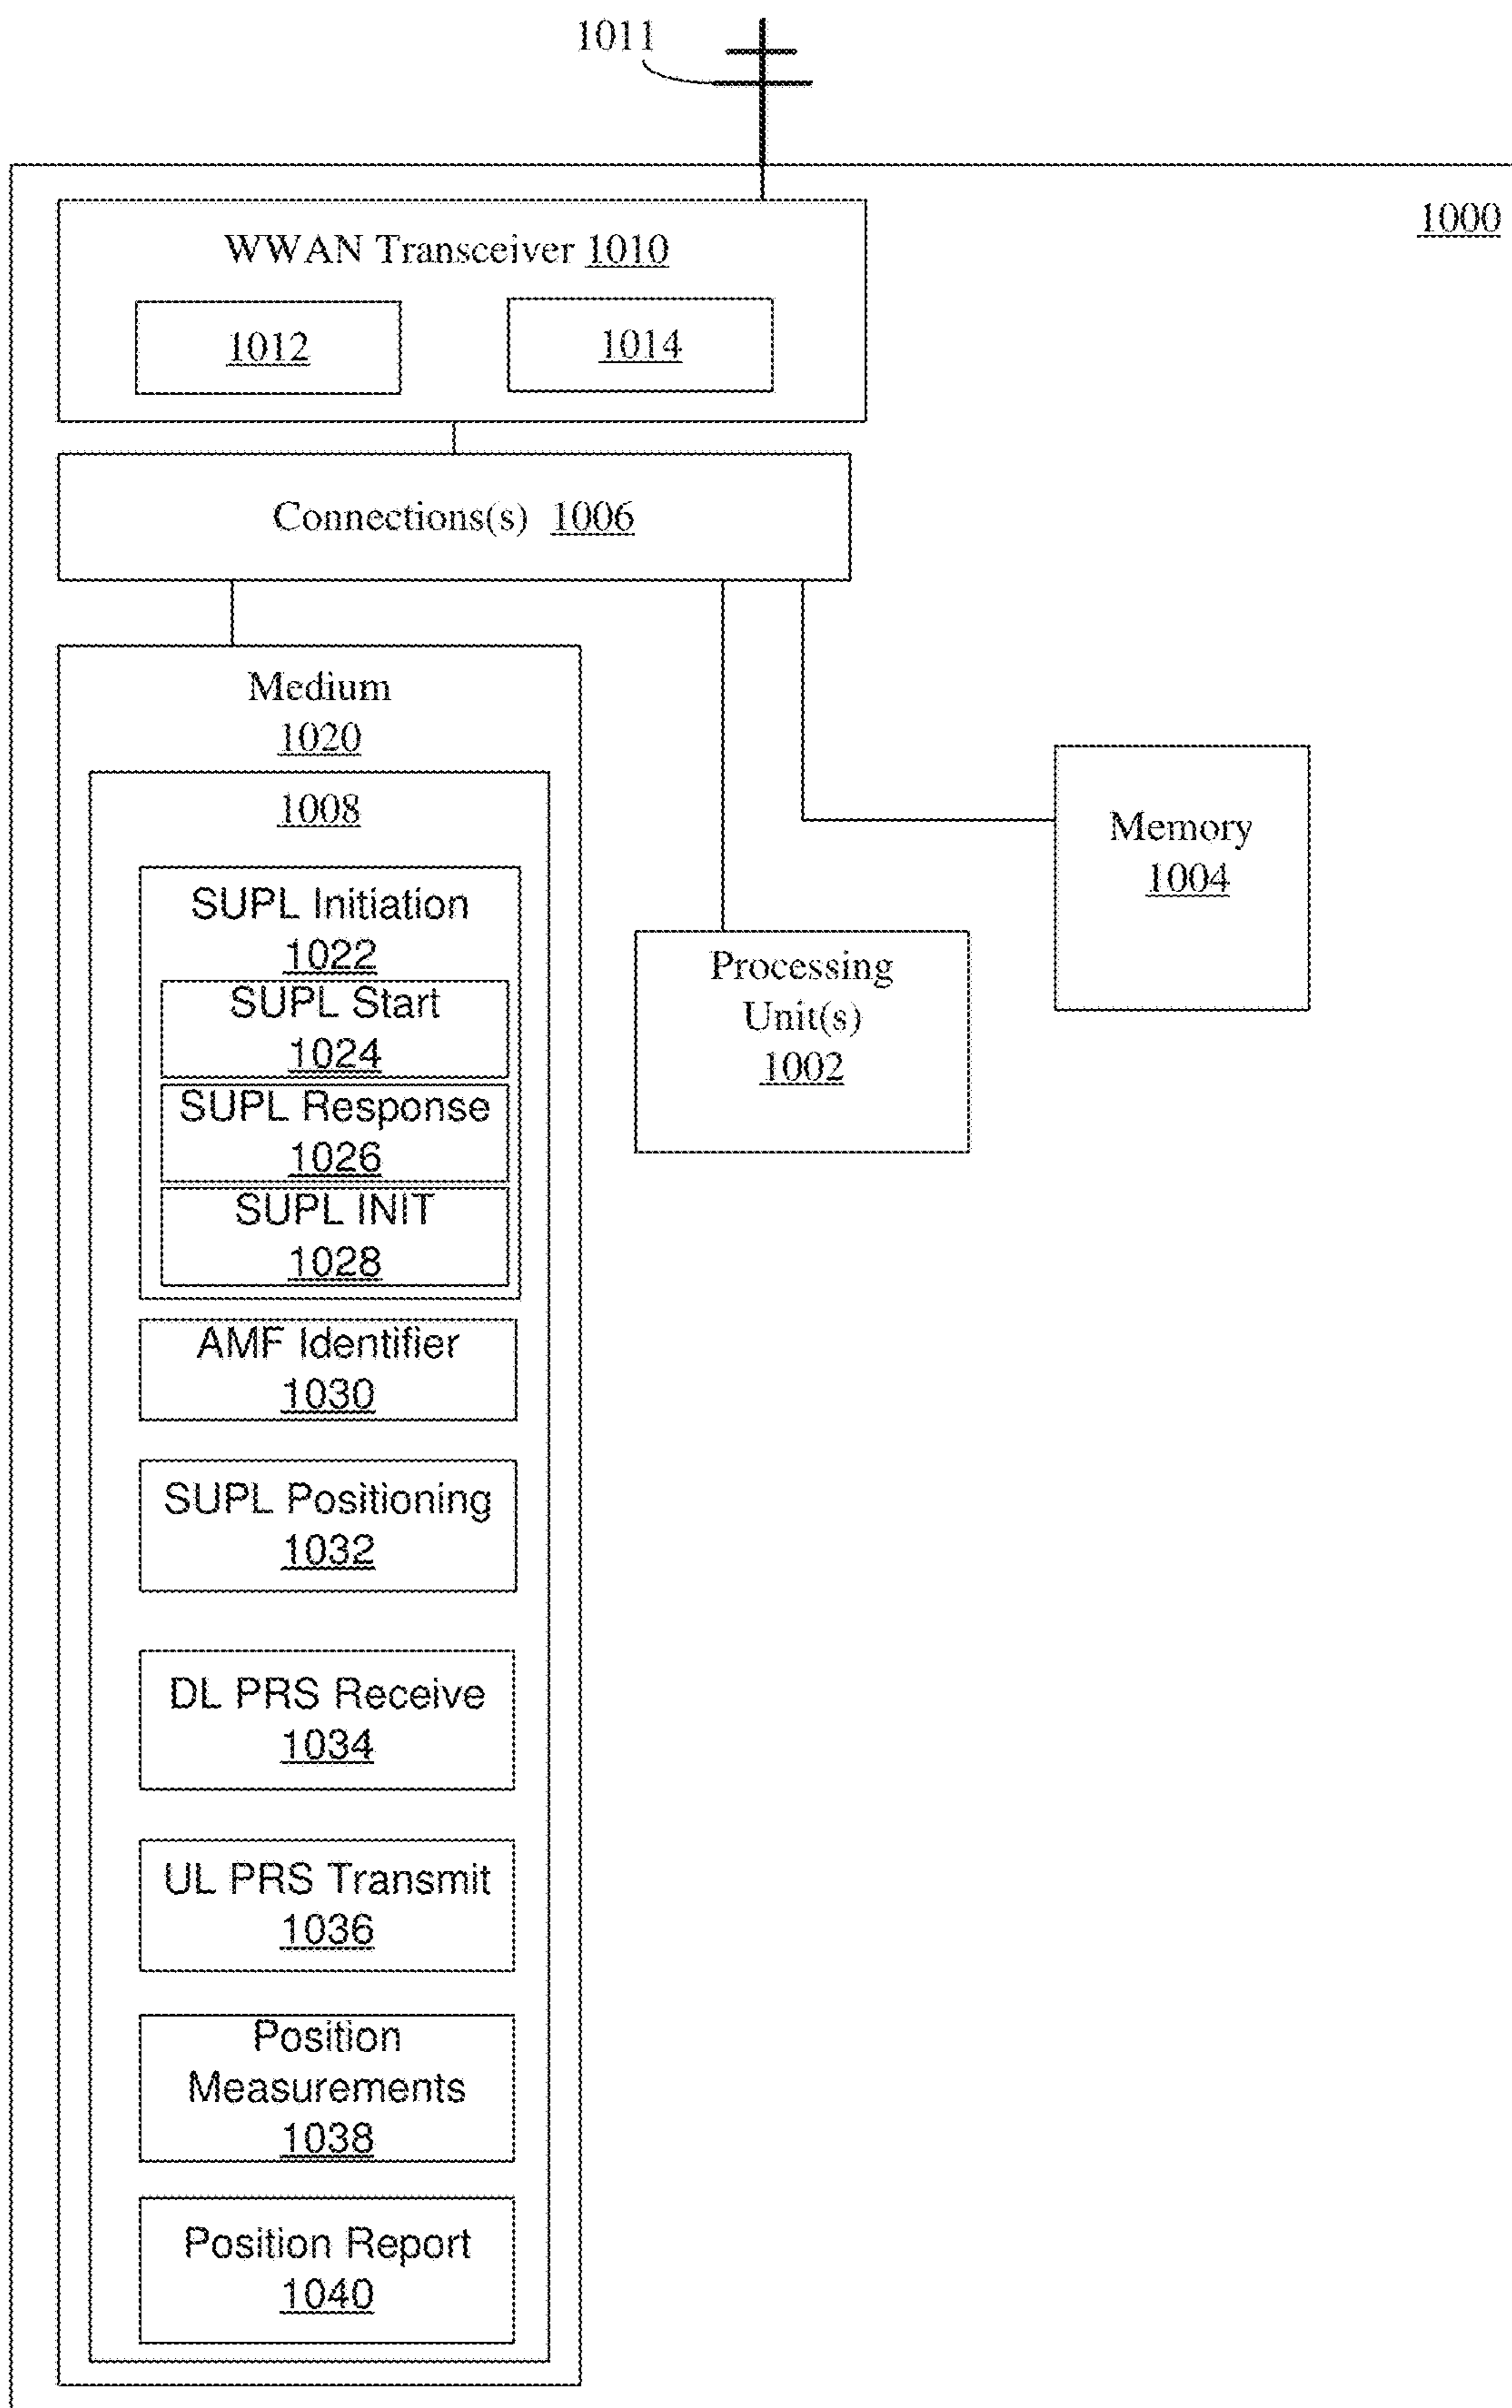 1011
1000
WWAN Transceiver 1010
1012
1014
Connections(s) 1006
Medium
1020
1008
SUPL Initiation
1022
SUPL Start
1024
SUPL Response
1026
SUPL INIT
1028
AMF Identifier
1030
SUPL Positioning
1032
DL PRS Receive
1034
UL PRS Transmit
1036
Position
Measurements
1038
Position Report
1040
Processing
Unit(s)
1002
Memory
1004